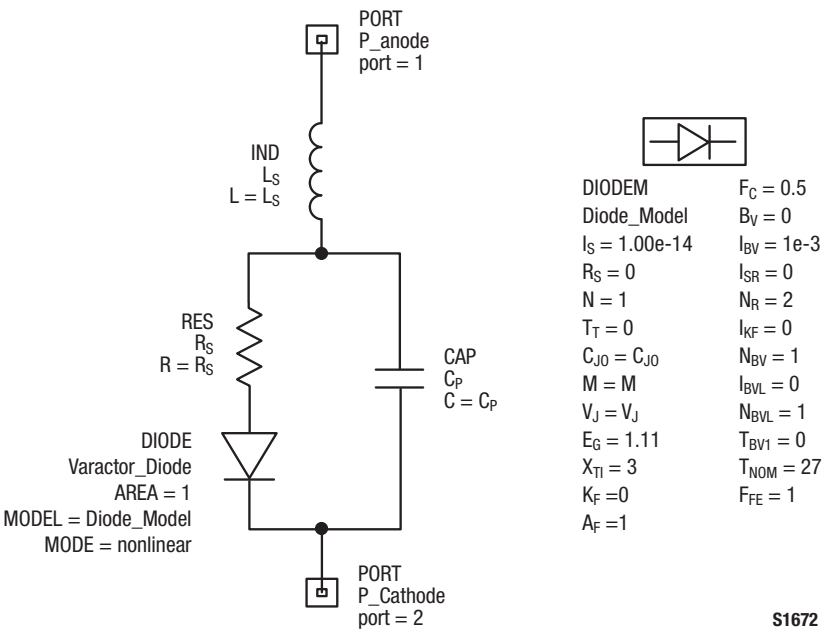 PORT
P_anode
port = 1
IND
LS
L = LS
RES
RS
R = RS
CAP
CP
C = CP
DIODE
Varactor_Diode
AREA = 1
MODEL = Diode_Model
MODE = nonlinear
PORT
P_Cathode
port = 2
DIODEM
Diode_Model
IS = 1.00e-14
RS = 0
N = 1
TT = 0
CJ0 = CJ0
M = M
VJ = VJ
EG = 1.11
XTI = 3
KF =0
AF =1
FC = 0.5
BV = 0
IBV = 1e-3
ISR = 0
NR = 2
IKF = 0
NBV = 1
IBVL = 0
NBVL = 1
TBV1 = 0
TNOM = 27
FFE = 1
S1672